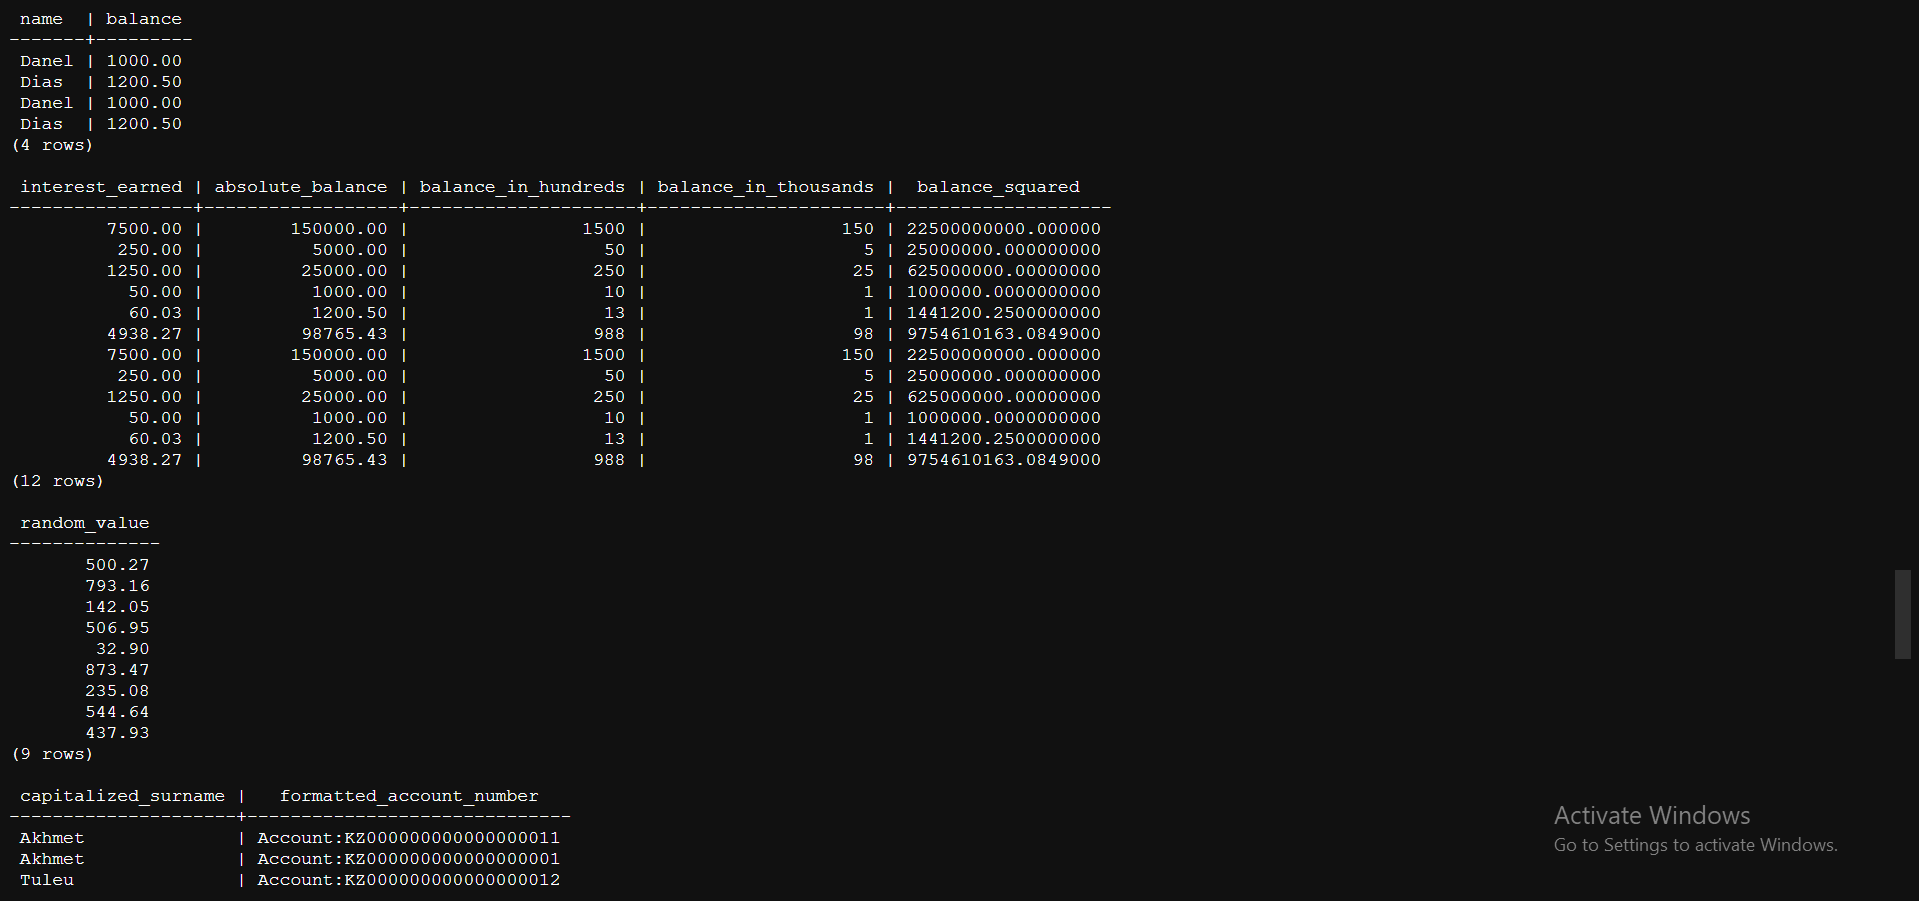 name  | balance
-------+---------
 Danel | 1000.00
 Dias  | 1200.50
 Danel | 1000.00
 Dias  | 1200.50
(4 rows)
 interest_earned | absolute_balance | balance_in_hundreds | balance_in_thousands |  balance_squared
-----------------+------------------+---------------------+----------------------+--------------------
         7500.00 |        150000.00 |                1500 |                  150 | 22500000000.000000
          250.00 |          5000.00 |                  50 |                    5 | 25000000.000000000
         1250.00 |         25000.00 |                 250 |                   25 | 625000000.00000000
           50.00 |          1000.00 |                  10 |                    1 | 1000000.0000000000
           60.03 |          1200.50 |                  13 |                    1 | 1441200.2500000000
         4938.27 |         98765.43 |                 988 |                   98 | 9754610163.0849000
         7500.00 |        150000.00 |                1500 |                  150 | 22500000000.000000
          250.00 |          5000.00 |                  50 |                    5 | 25000000.000000000
         1250.00 |         25000.00 |                 250 |                   25 | 625000000.00000000
           50.00 |          1000.00 |                  10 |                    1 | 1000000.0000000000
           60.03 |          1200.50 |                  13 |                    1 | 1441200.2500000000
         4938.27 |         98765.43 |                 988 |                   98 | 9754610163.0849000
(12 rows)
 random_value
--------------
       500.27
       793.16
       142.05
       506.95
        32.90
       873.47
       235.08
       544.64
       437.93
(9 rows)
 capitalized_surname |   formatted_account_number
---------------------+------------------------------
 Akhmet              | Account:KZ000000000000000011
 Akhmet              | Account:KZ000000000000000001
 Tuleu               | Account:KZ000000000000000012
Activate Windows
Go to Settings to activate Windows.